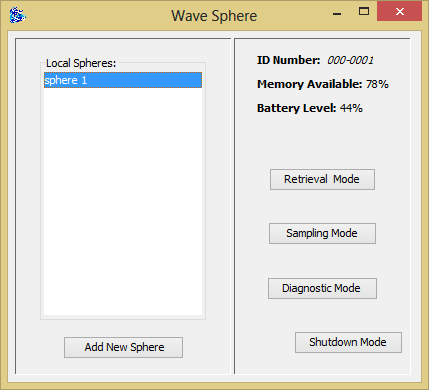 Wave Sphere
Local Spheres:
sphere 1
Add New Sphere
ID Number: 000-0001
Memory Available: 78%
Battery Level: 44%
Retrieval Mode
Sampling Mode
Diagnostic Mode
Shutdown Mode